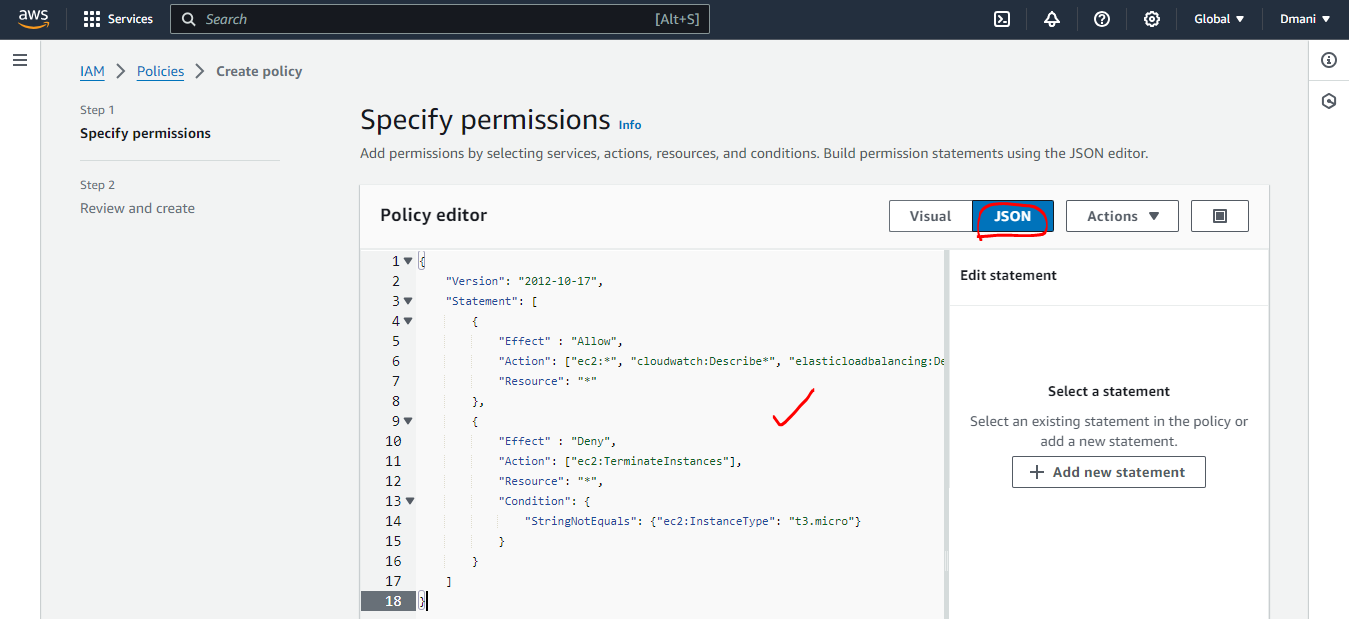 aws
Services
Search
[Alt+S]
Global
Dmani
IAM
Policies
Create policy
Step 1
Specify permissions
Step 2
Review and create
Specify permissions Info
Add permissions by selecting services, actions, resources, and conditions. Build permission statements using the JSON editor.
Policy editor
Visual
JSON
Actions
1 {
2 "Version": "2012-10-17",
3 "Statement": [
4 {
5 "Effect" : "Allow",
6 "Action": ["ec2:*", "cloudwatch:Describe*", "elasticloadbalancing:De
7 "Resource": "*"
8 },
9 {
10 "Effect" : "Deny",
11 "Action": ["ec2:TerminateInstances"],
12 "Resource": "*",
13 "Condition": {
14 "StringNotEquals": {"ec2:InstanceType": "t3.micro"}
15 }
16 }
17 ]
18 }
Edit statement
Select a statement
Select an existing statement in the policy or
add a new statement.
+ Add new statement